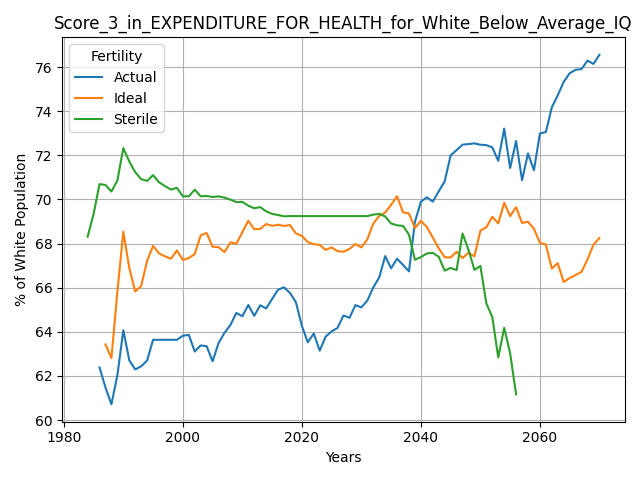 Score_3_in_EXPENDITURE_FOR_HEALTH_for_White_Below_Average_IQ
Fertility
Actual
Ideal
Sterile
% of White Population
76
74
72
70
68
66
64
62
60
1980
2000
2020
2040
2060
Years